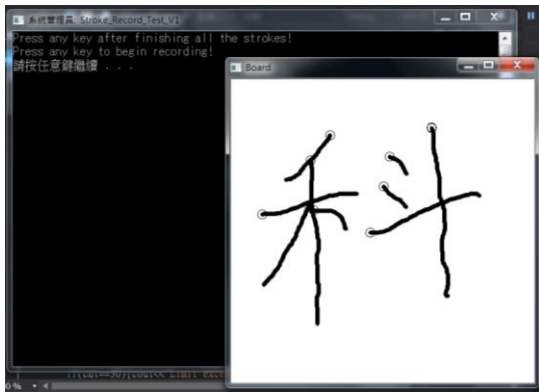 系統管理員: Stroke_Record_Test_V1
Press any key after finishing all the strokes!
Press any key to begin recording!
請按任意鍵繼續 . . .
Board
科